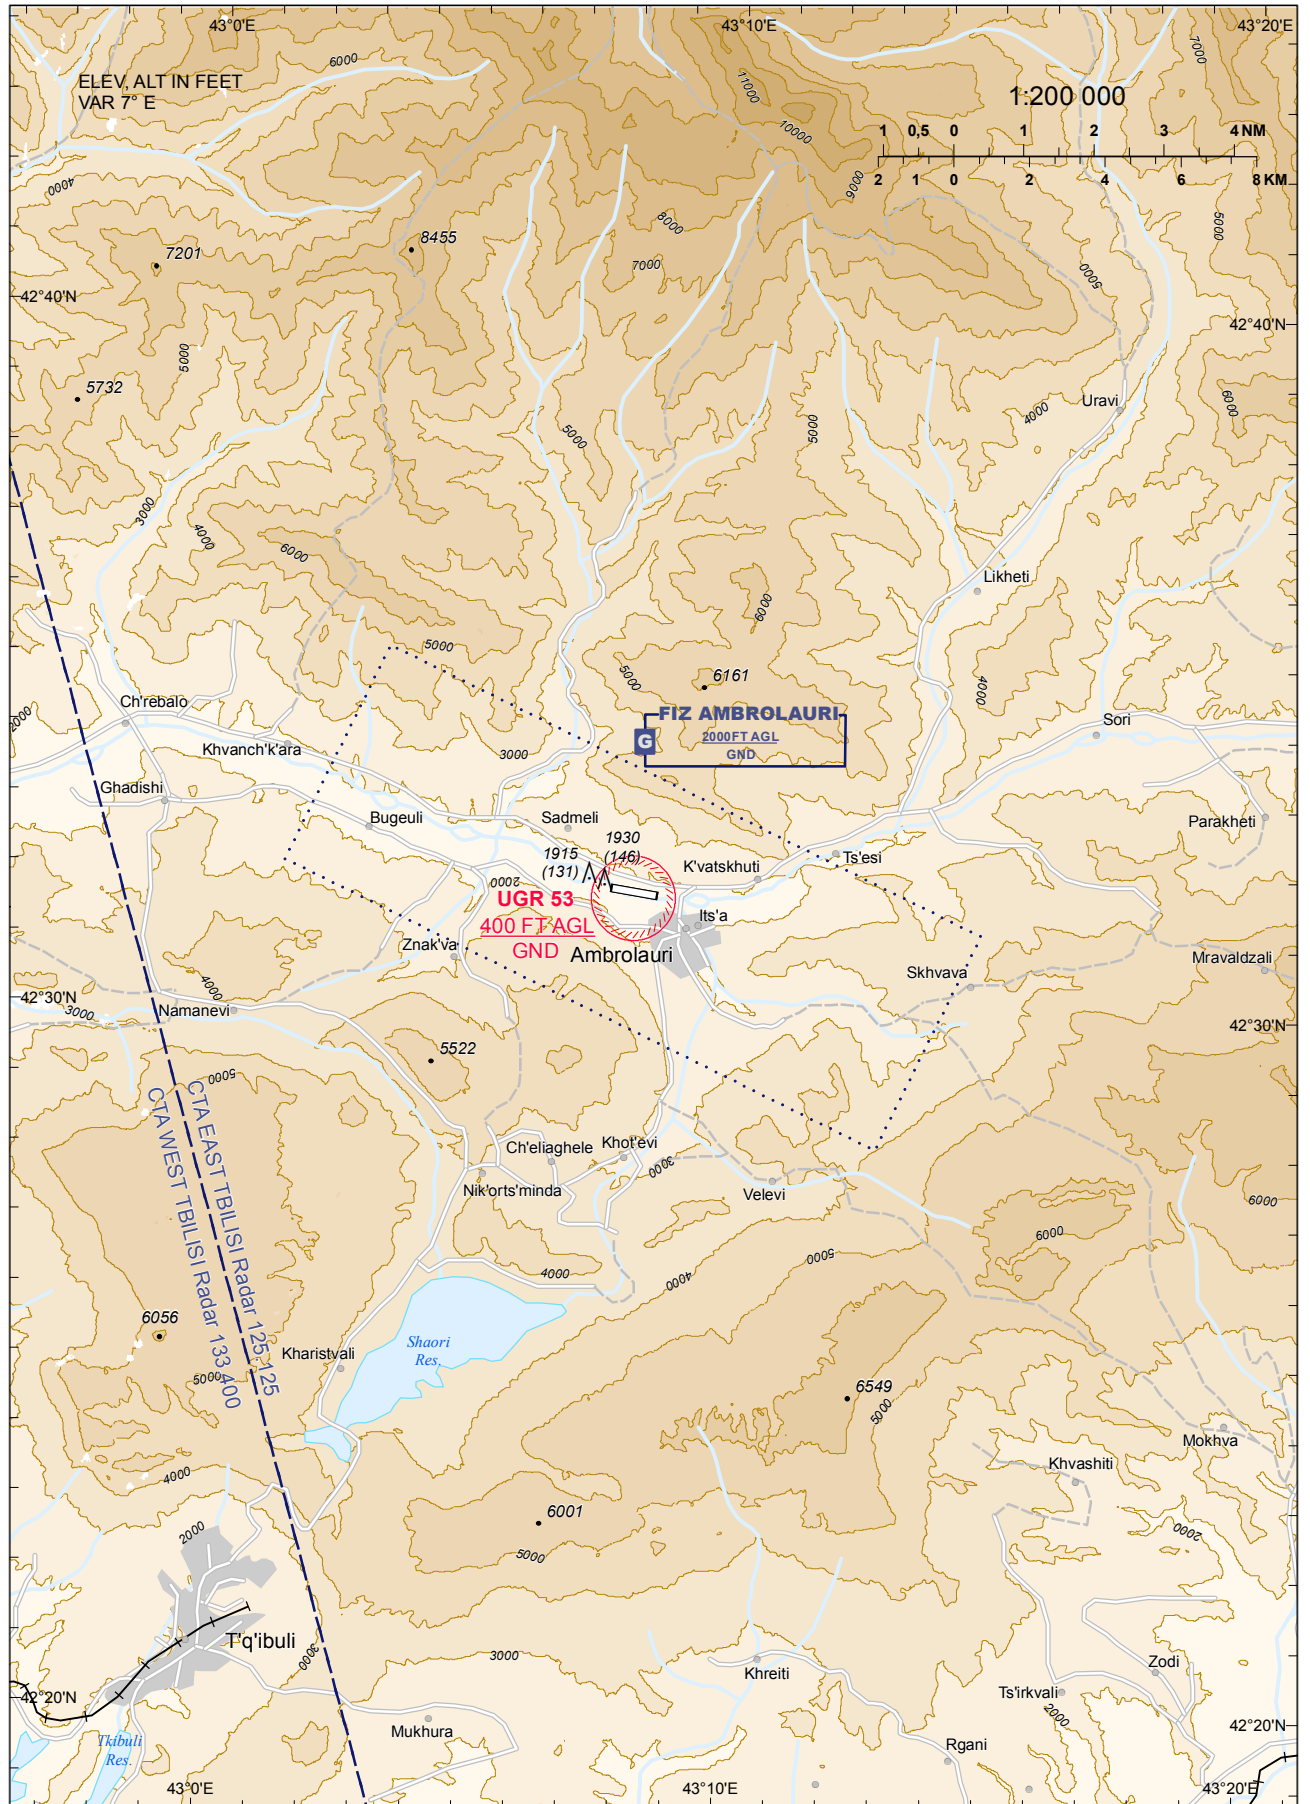 43°0'E
43°10'E
43°20'E
ELEV, ALT IN FEET
VAR 7° E
1:200 000
1 0,5 0 1 2 3 4 NM
2 1 0 2 4 6 8 KM
6000
11000
10000
7000
4000
9000
8000
5000
7201
8455
7000
5000
42°40'N
42°40'N
5000
5732
6000
Uravi
4000
5000
5000
3000
4000
6000
Likheti
6000
5000
5000
6161
4000
Ch'rebalo
2000
FIZ AMBROLAURI
G
2000FT AGL
GND
Sori
Khvanch'k'ara
3000
Ghadishi
Bugeuli
Sadmeli
Parakheti
1930
(146)
1915
(131)
K'vatskhuti
Ts'esi
2000
UGR 53
400 FT AGL
GND
Its'a
Znak'va
Ambrolauri
Skhvava
Mravaldzali
4000
42°30'N
3000
Namanevi
42°30'N
5522
5000
CTA EAST TBILISI Radar 125,125
CTA WEST TBILISI Radar 133,400
Ch'eliaghele
Khot'evi
3000
Nik'orts'minda
Velevi
6000
6000
5000
4000
4000
6056
Shaori
Res.
Kharistvali
5000
6549
5000
Mokhva
4000
Khvashiti
6001
2000
2000
5000
T'q'ibuli
3000
3000
Khreiti
Zodi
Ts'irkvali
2000
42°20'N
Mukhura
42°20'N
Tkibuli
Res.
Rgani
43°0'E
43°10'E
43°20'E